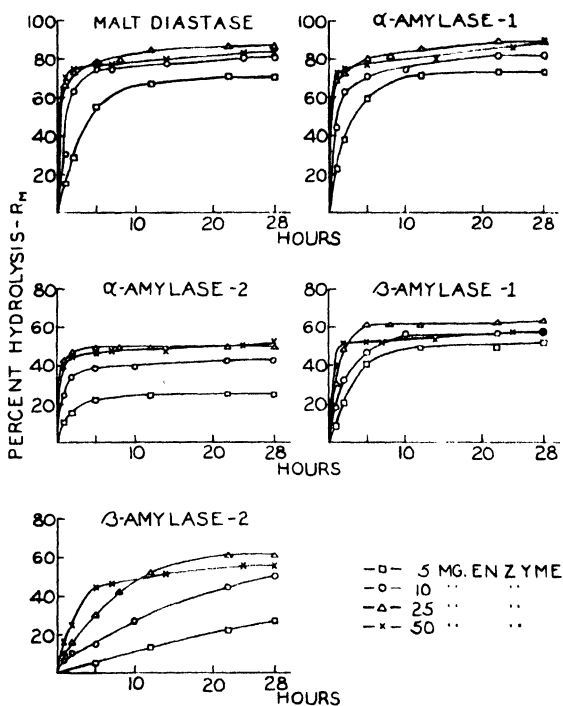 MALT DIASTASE
α-AMYLASE-1
100
80
60
40
20
10
20
28
100
80
60
40
20
10
20
28
HOURS
PERCENT HYDROLYSIS-RM
α-AMYLASE-2
β-AMYLASE-1
80
60
40
20
10
20
28
80
60
40
20
10
20
28
HOURS
β-AMYLASE-2
80
60
40
20
10
20
28
HOURS
5 MG. ENZYME
10 '' ''
25 '' ''
50 '' ''